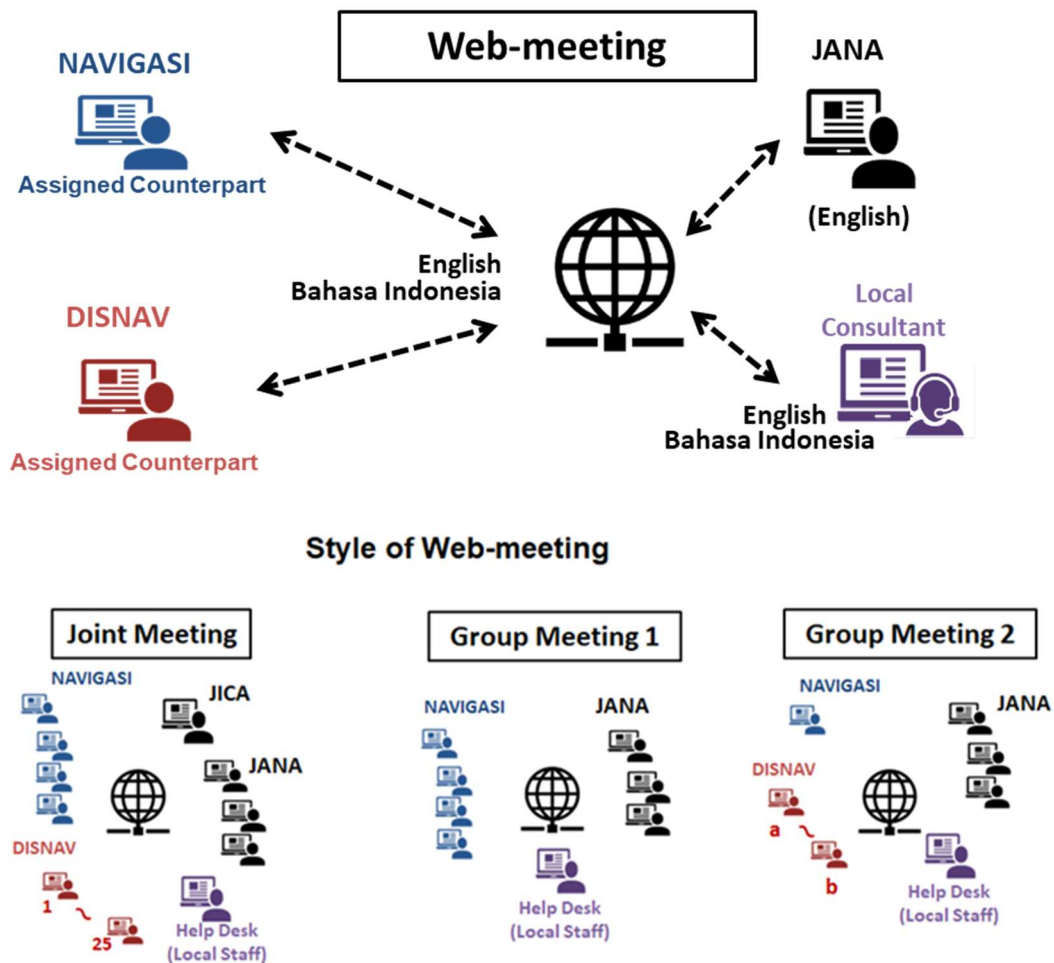 Web-meeting
NAVIGASI
Assigned Counterpart
JANA
(English)
English
Bahasa Indonesia
DISNAV
Assigned Counterpart
Local
Consultant
English
Bahasa Indonesia
Style of Web-meeting
Joint Meeting
NAVIGASI
JICA
JANA
DISNAV
1
~
25
Help Desk
(Local Staff)
Group Meeting 1
NAVIGASI
JANA
Help Desk
(Local Staff)
Group Meeting 2
NAVIGASI
JANA
DISNAV
a
~
b
Help Desk
(Local Staff)